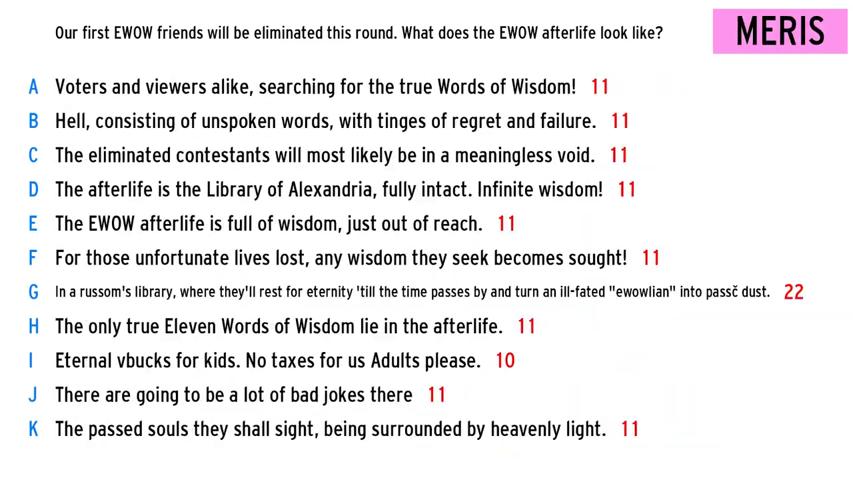 Our first EWOW friends will be eliminated this round. What does the EWOW afterlife look like?
MERIS
A Voters and viewers alike, searching for the true Words of Wisdom! 11
B Hell, consisting of unspoken words, with tinges of regret and failure. 11
C The eliminated contestants will most likely be in a meaningless void. 11
D The afterlife is the Library of Alexandria, fully intact. Infinite wisdom! 11
E The EWOW afterlife is full of wisdom, just out of reach. 11
F For those unfortunate lives lost, any wisdom they seek becomes sought! 11
G In a russom's library, where they'll rest for eternity 'till the time passes by and turn an ill-fated "ewowlian" into passč dust. 22
H The only true Eleven Words of Wisdom lie in the afterlife. 11
I Eternal vbucks for kids. No taxes for us Adults please. 10
J There are going to be a lot of bad jokes there 11
K The passed souls they shall sight, being surrounded by heavenly light. 11